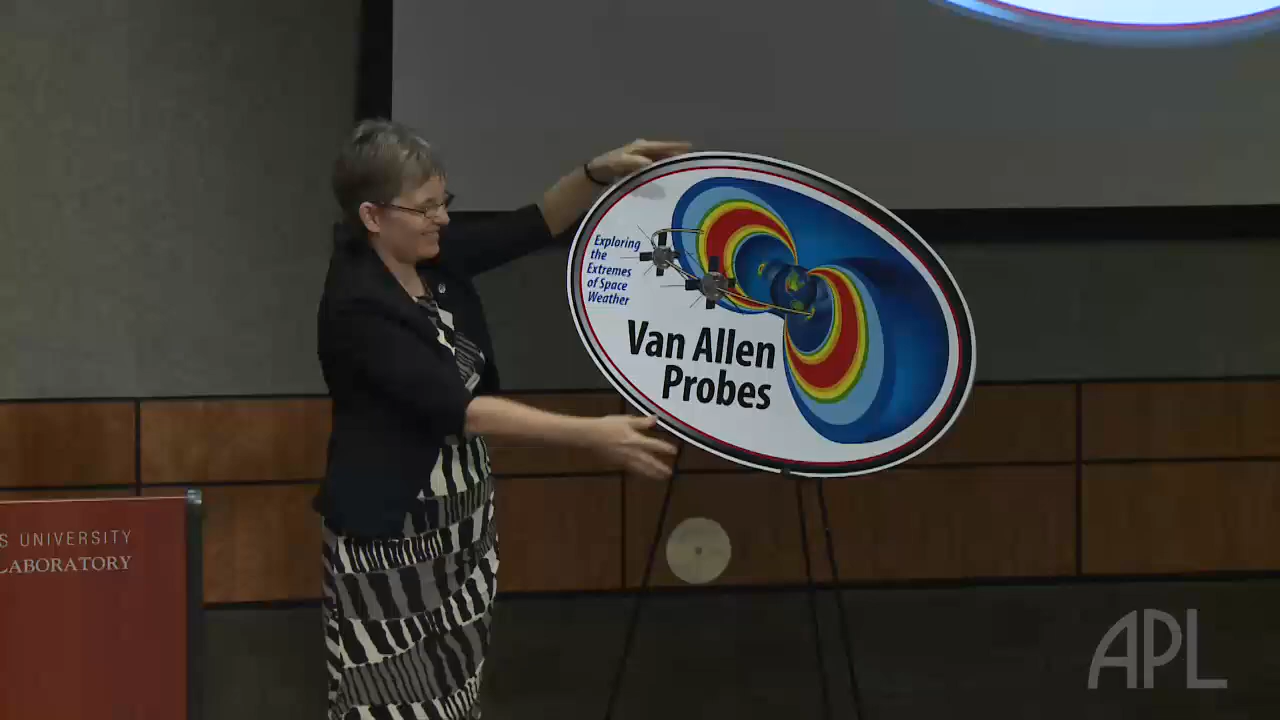 Exploring
the
Extremes
of Space
Weather
Van Allen
Probes
S UNIVERSITY
LABORATORY
APL